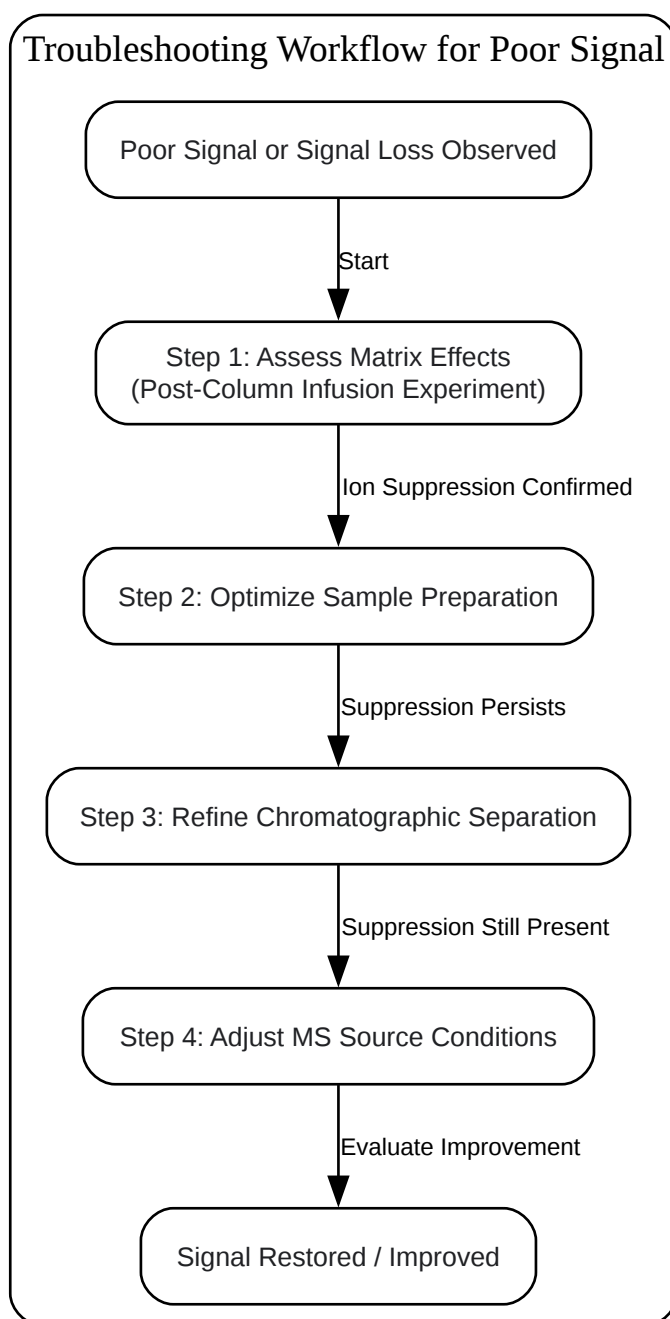 Troubleshooting Workflow for Poor Signal
Poor Signal or Signal Loss Observed
Start
Step 1: Assess Matrix Effects
(Post-Column Infusion Experiment)
Ion Suppression Confirmed
Step 2: Optimize Sample Preparation
Suppression Persists
Step 3: Refine Chromatographic Separation
Suppression Still Present
Step 4: Adjust MS Source Conditions
Evaluate Improvement
Signal Restored / Improved